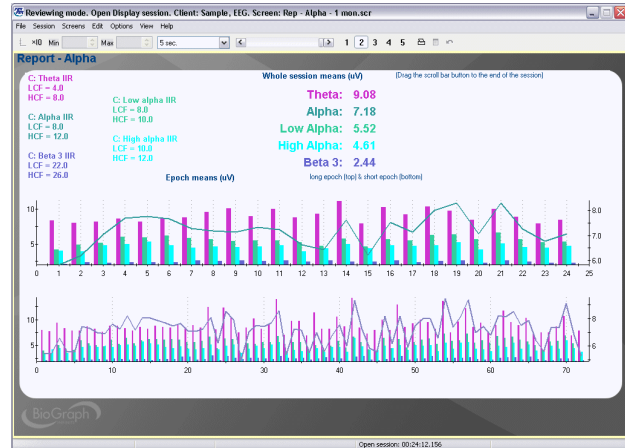 Reviewing mode. Open Display session. Client: Sample, EEG. Screen: Rep - Alpha - 1 mon.scr
File Session Screens Edit Options View Help
×10 Min Max 5 sec. 1 2 3 4 5
Report - Alpha
C: Theta IIR
LCF = 4.0
HCF = 8.0
C: Alpha IIR
LCF = 8.0
HCF = 12.0
C: Beta 3 IIR
LCF = 22.0
HCF = 26.0
C: Low alpha IIR
LCF = 8.0
HCF = 10.0
C: High alpha IIR
LCF = 10.0
HCF = 12.0
Whole session means (uV)
(Drag the scroll bar button to the end of the session)
Theta: 9.08
Alpha: 7.18
Low Alpha: 5.52
High Alpha: 4.61
Beta 3: 2.44
Epoch means (uV)
long epoch (top) & short epoch (bottom)
10
5
8.0
7.0
6.0
0 1 2 3 4 5 6 7 8 9 10 11 12 13 14 15 16 17 18 19 20 21 22 23 24 25
10
5
8
6
0 10 20 30 40 50 60 70
BioGraph
Open session: 00:24:12.156